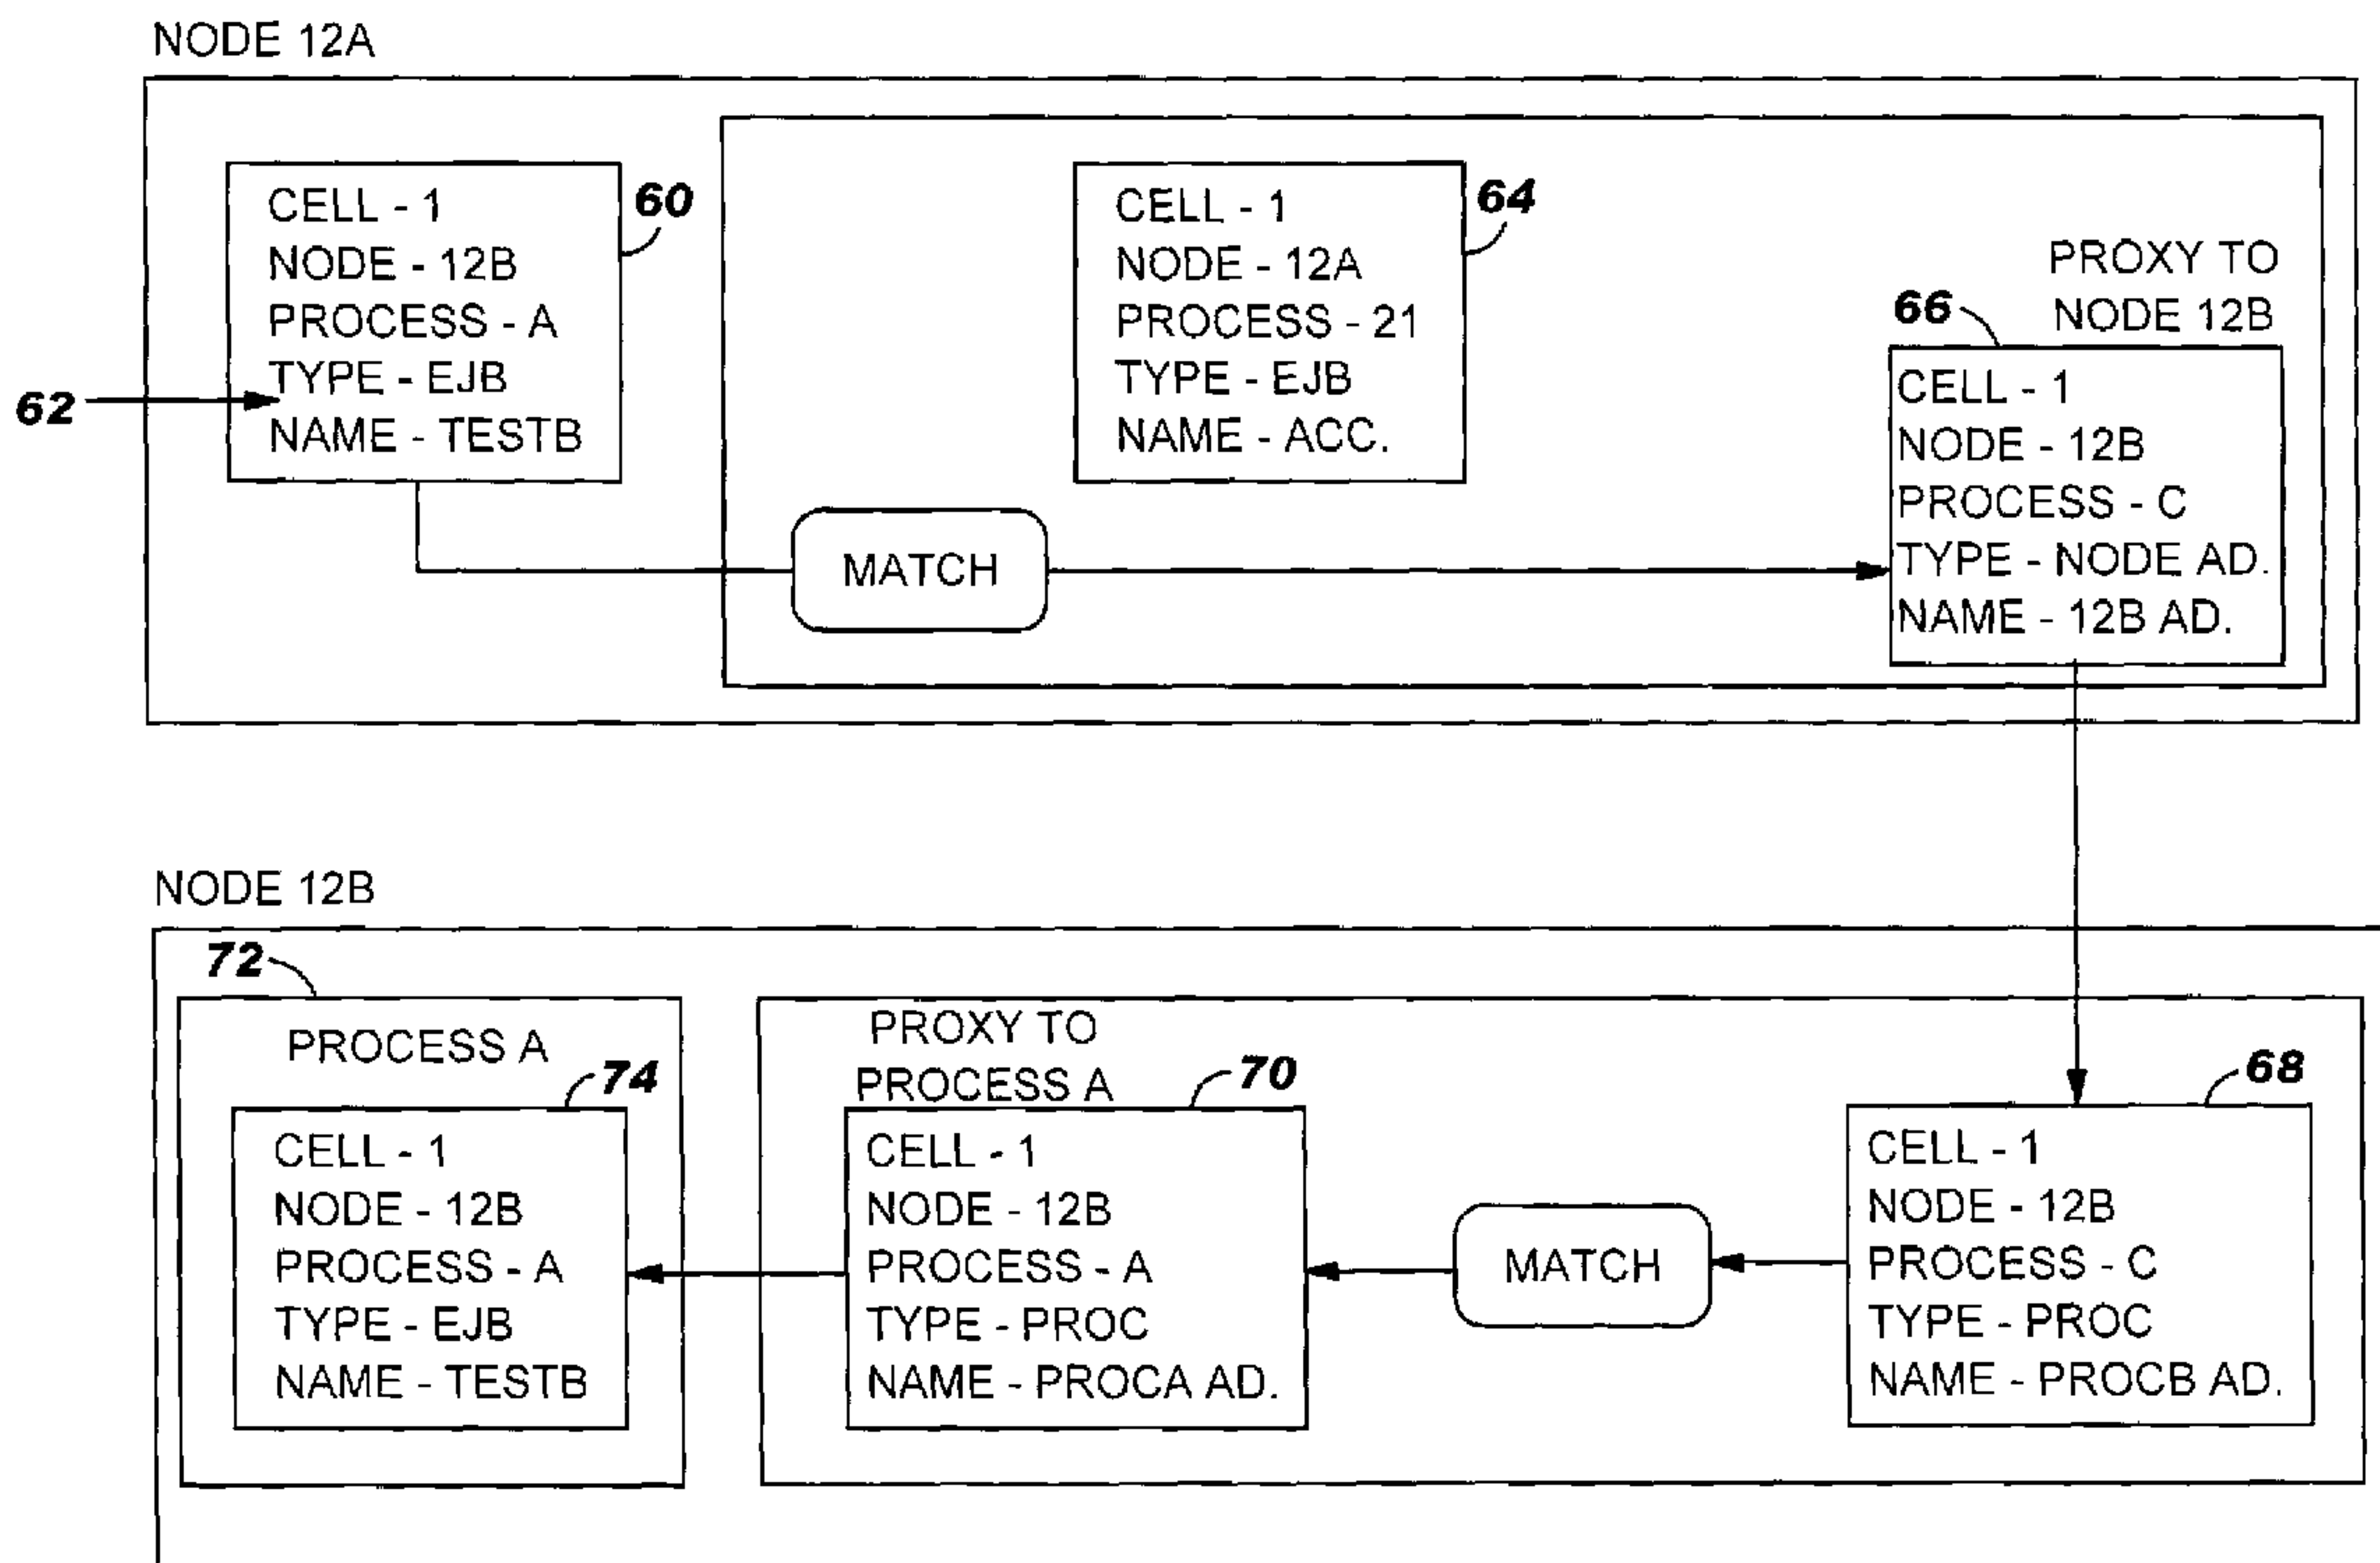 NODE 12A
CELL - 1
NODE - 12B
PROCESS - A
TYPE - EJB
NAME - TESTB
60
62
CELL - 1
NODE - 12A
PROCESS - 21
TYPE - EJB
NAME - ACC.
64
PROXY TO
NODE 12B
66
CELL - 1
NODE - 12B
PROCESS - C
TYPE - NODE AD.
NAME - 12B AD.
MATCH
NODE 12B
72
PROCESS A
74
CELL - 1
NODE - 12B
PROCESS - A
TYPE - EJB
NAME - TESTB
PROXY TO
PROCESS A
70
CELL - 1
NODE - 12B
PROCESS - A
TYPE - PROC
NAME - PROCA AD.
MATCH
68
CELL - 1
NODE - 12B
PROCESS - C
TYPE - PROC
NAME - PROCB AD.